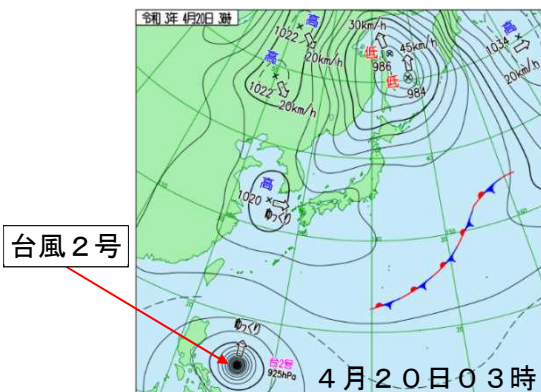 令和 3年 4月20日 3時
高
1022
20km/h
高
1022
20km/h
30km/h
低
986
45km/h
低
984
高
1034
20km/h
高
1020
ゆっくり
台風2号
ゆっくり
台2号
925hPa
4月20日03時